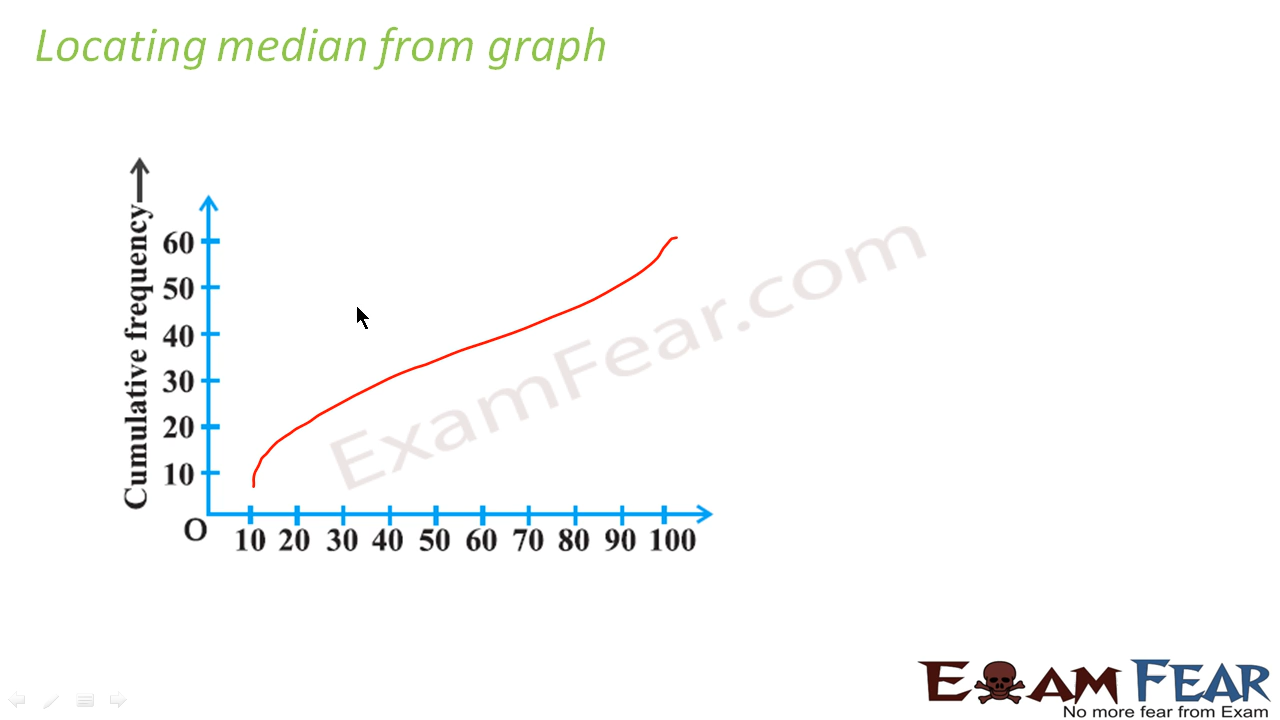 Locating median from graph
Cumulative frequency
60
50
40
30
20
10
O
10 20 30 40 50 60 70 80 90 100
ExamFear.com
EXAM FEAR
No more fear from Exam